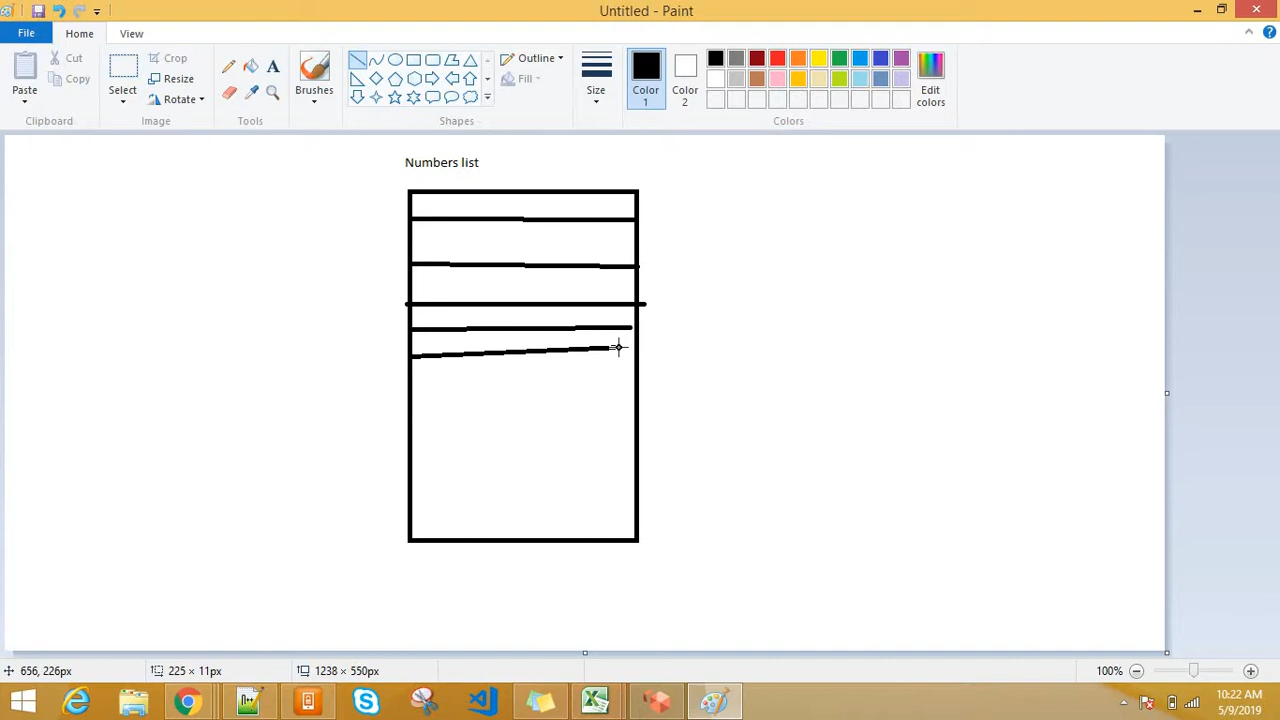 Untitled - Paint
File
Home
View
Paste
Cut
Copy
Clipboard
Select
Crop
Resize
Rotate
Image
Tools
Brushes
Shapes
Outline
Fill
Size
Color
1
Color
2
Edit
colors
Colors
Numbers list
656, 226px
225 × 11px
1238 × 550px
100%
10:22 AM
5/9/2019